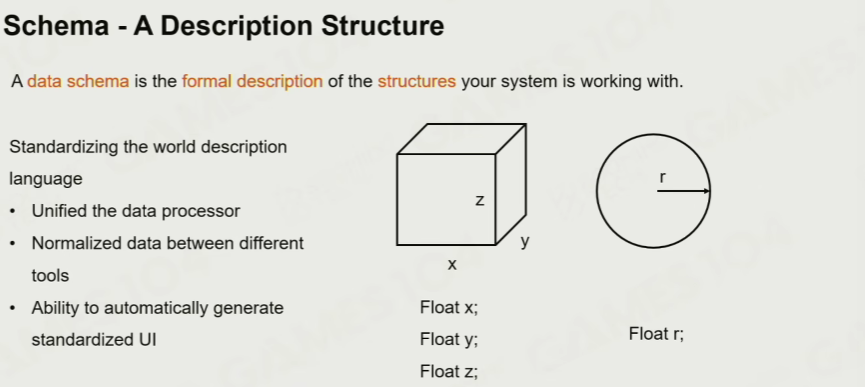 Schema - A Description Structure
A data schema is the formal description of the structures your system is working with.
Standardizing the world description
language
• Unified the data processor
• Normalized data between different
tools
• Ability to automatically generate
standardized UI
z
y
x
Float x;
Float y;
Float z;
r
Float r;
GAMES104